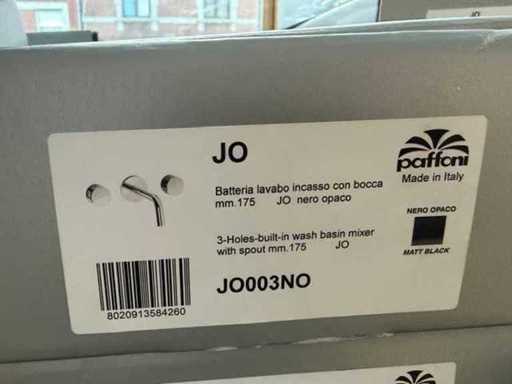 JO
JO
paffoni
Made in Italy
Batteria lavabo incasso con bocca
mm.175 JO nero opaco
NERO OPACO
3-Holes-built-in wash basin mixer
with spout mm.175 JO
MATT BLACK
JO003NO
8020913584260